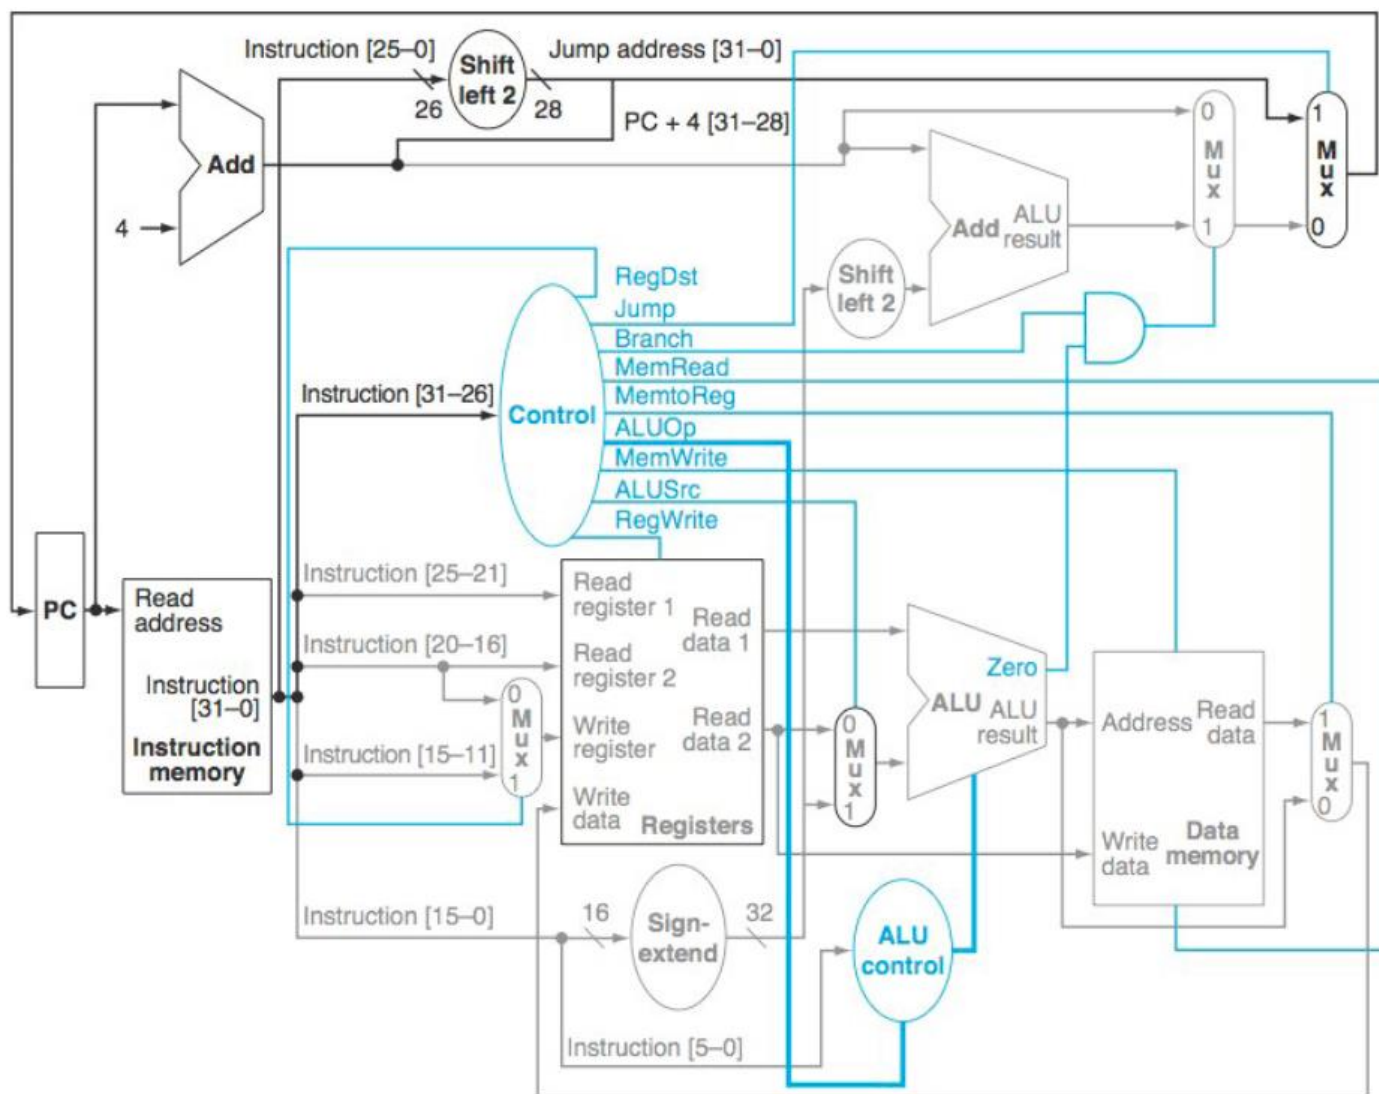 Instruction [25–0]
Shift
left 2
Jump address [31–0]
26
28
PC + 4 [31–28]
Add
4
0
M
u
x
1
1
M
u
x
0
Add
ALU
result
Shift
left 2
RegDst
Jump
Branch
MemRead
MemtoReg
ALUOp
MemWrite
ALUSrc
RegWrite
Instruction [31–26]
Control
PC
Read
address
Instruction
[31–0]
Instruction
memory
Instruction [25–21]
Instruction [20–16]
Instruction [15–11]
0
M
u
x
1
Read
register 1
Read
register 2
Write
register
Write
data
Read
data 1
Read
data 2
Registers
0
M
u
x
1
Zero
ALU
ALU
result
Address
Read
data
Write
data
Data
memory
1
M
u
x
0
Instruction [15–0]
16
Sign-
extend
32
ALU
control
Instruction [5–0]